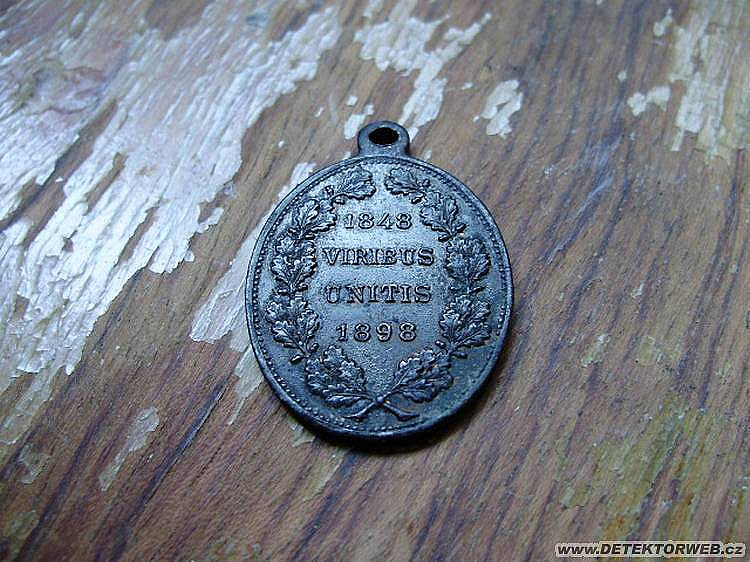 1848
VIRIBUS
UNITIS
1898
www.DETEKTORWEB.cz